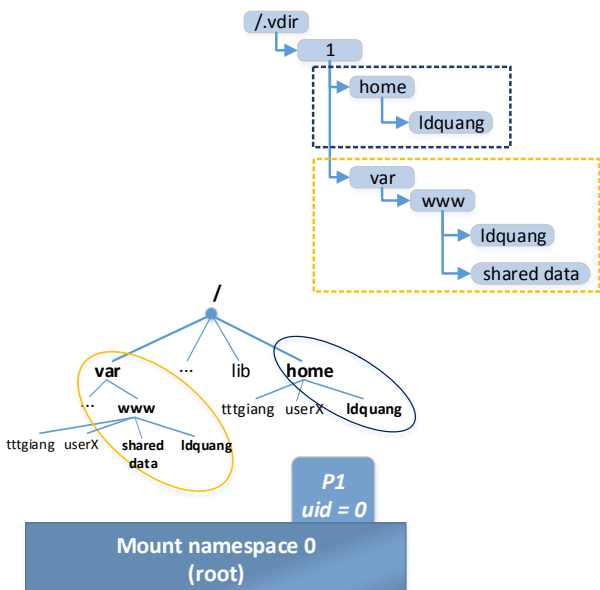 /.vdir
1
home
ldquang
var
www
ldquang
shared data
/
var
...
lib
home
...
www
tttgiang
userX
ldquang
tttgiang
userX
shared
data
ldquang
P1
uid = 0
Mount namespace 0
(root)